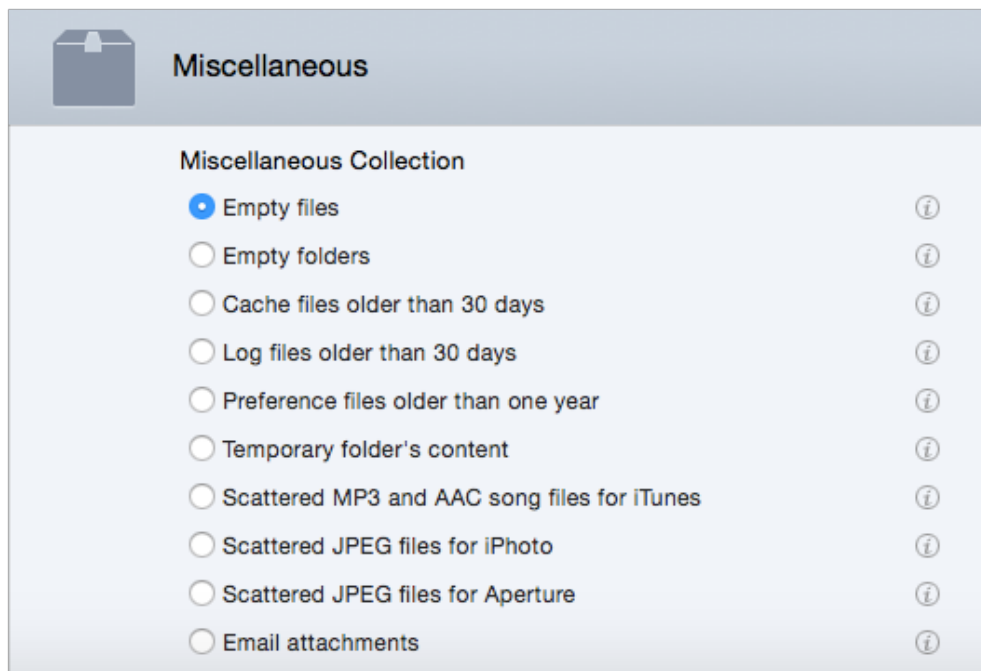 Miscellaneous
Miscellaneous Collection
Empty files
Empty folders
Cache files older than 30 days
Log files older than 30 days
Preference files older than one year
Temporary folder's content
Scattered MP3 and AAC song files for iTunes
Scattered JPEG files for iPhoto
Scattered JPEG files for Aperture
Email attachments